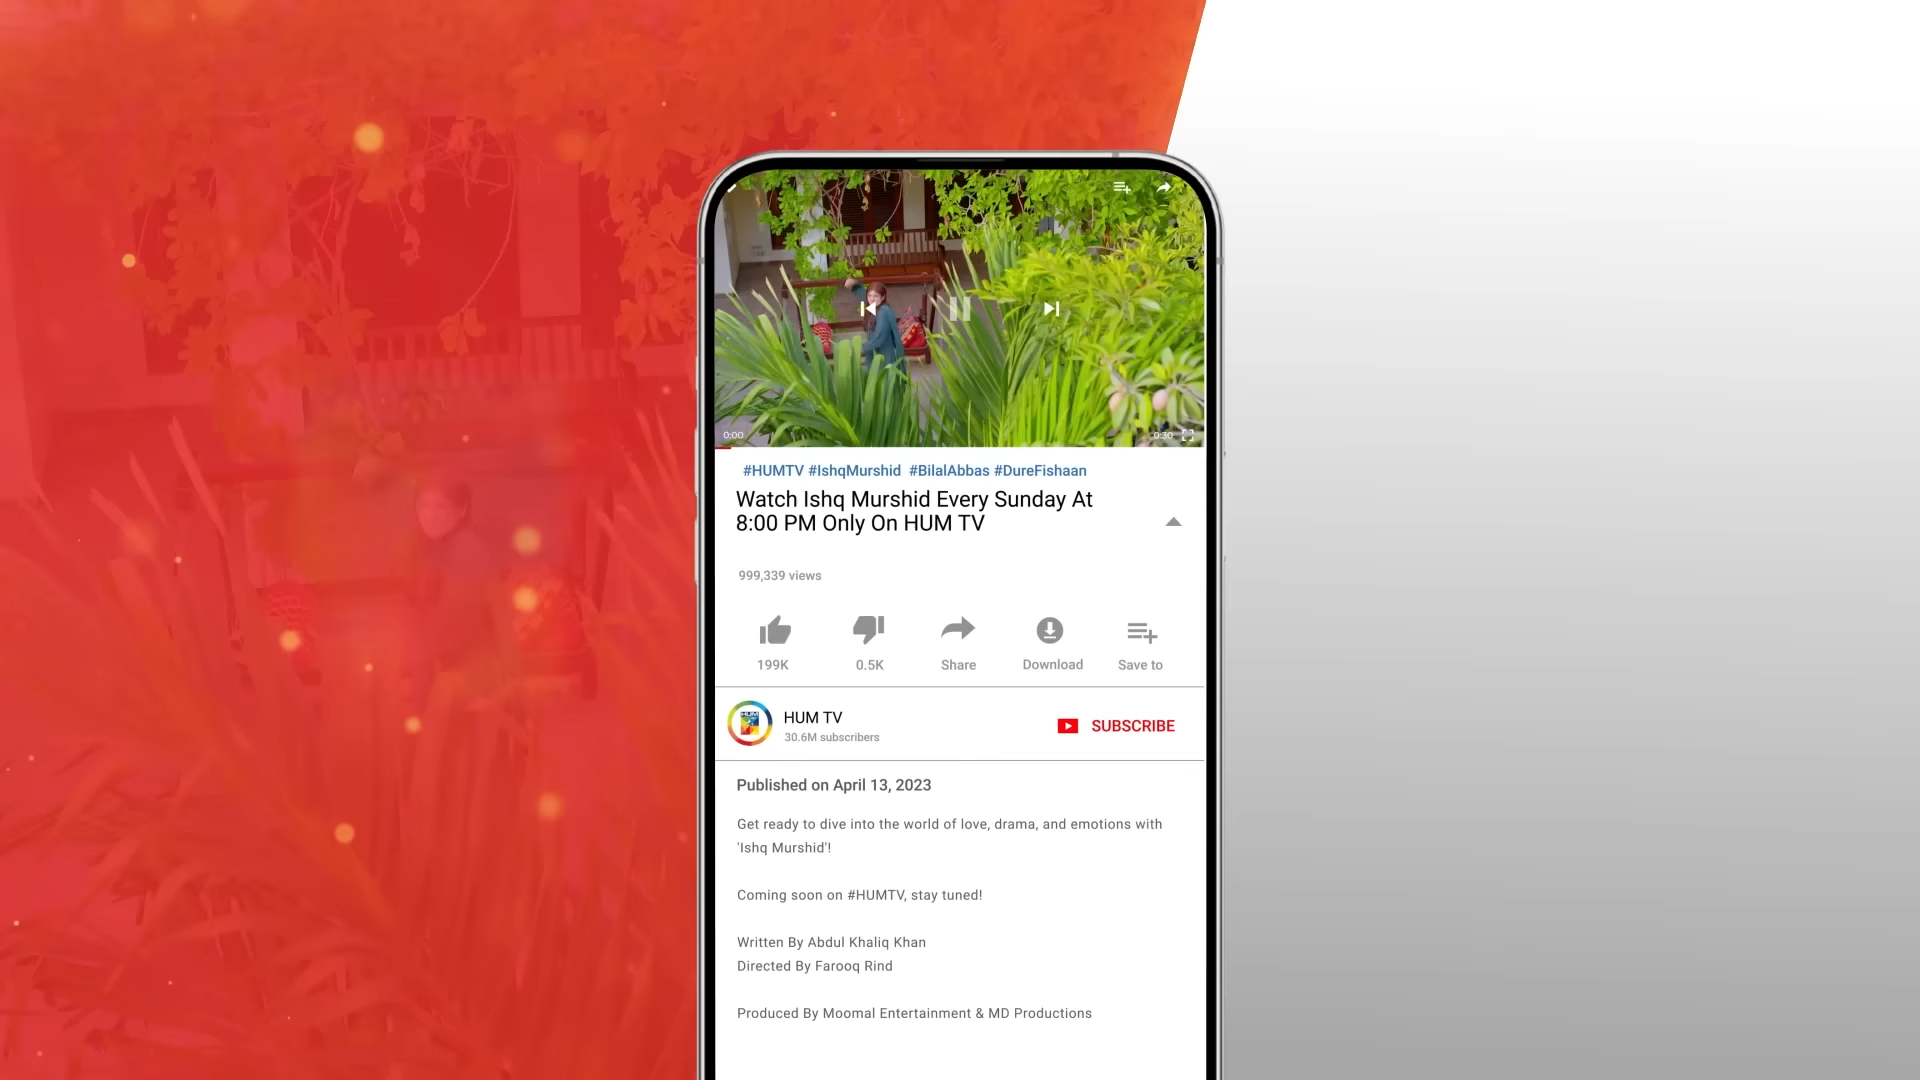 0:00
0:30
#HUMTV #IshqMurshid #BilalAbbas #DureFishaan
Watch Ishq Murshid Every Sunday At
8:00 PM Only On HUM TV
999,339 views
199K
0.5K
Share
Download
Save to
HUM
HUM TV
30.6M subscribers
SUBSCRIBE
Published on April 13, 2023
Get ready to dive into the world of love, drama, and emotions with
'Ishq Murshid'!
Coming soon on #HUMTV, stay tuned!
Written By Abdul Khaliq Khan
Directed By Farooq Rind
Produced By Moomal Entertainment & MD Productions